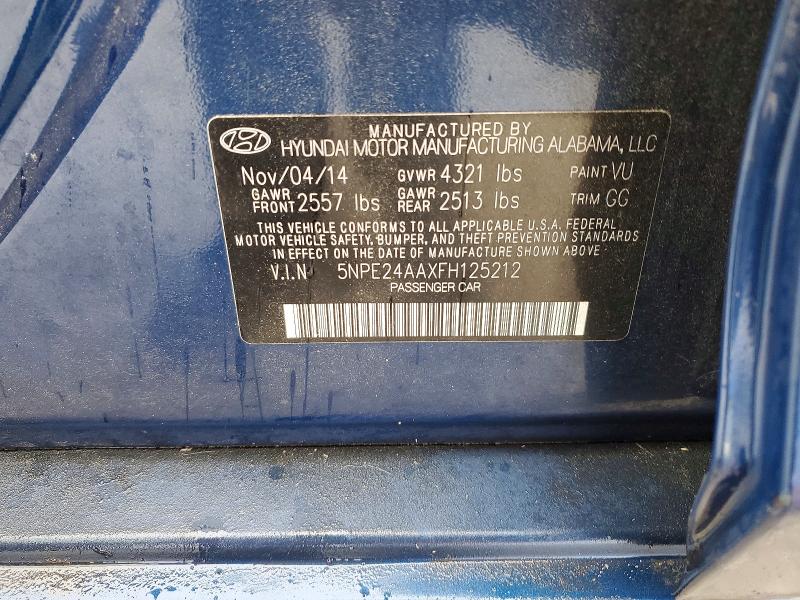 MANUFACTURED BY
HYUNDAI MOTOR MANUFACTURING ALABAMA, LLC
Nov/04/14 GVWR 4321 lbs PAINT VU
GAWR FRONT 2557 lbs GAWR REAR 2513 lbs TRIM GG
THIS VEHICLE CONFORMS TO ALL APPLICABLE U.S.A. FEDERAL
MOTOR VEHICLE SAFETY, BUMPER, AND THEFT PREVENTION STANDARDS
IN EFFECT ON THE DATE OF MANUFACTURE SHOWN ABOVE.
V.I.N 5NPE24AAXFH125212
PASSENGER CAR